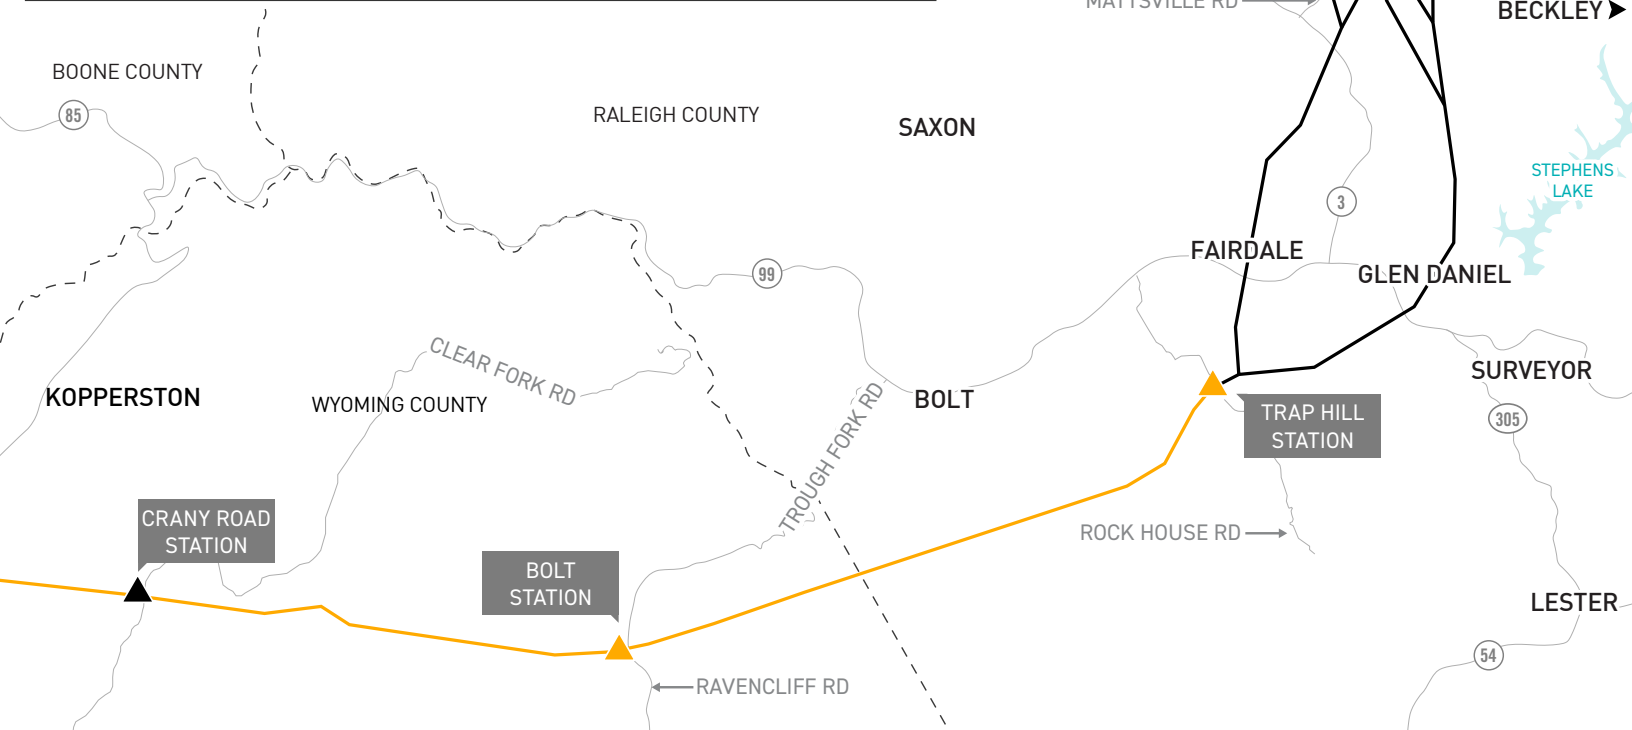 MATTSVILLE RD
BECKLEY
BOONE COUNTY
85
RALEIGH COUNTY
SAXON
STEPHENS
LAKE
3
FAIRDALE
GLEN DANIEL
99
CLEAR FORK RD
KOPPERSTON
WYOMING COUNTY
TROUGH FORK RD
BOLT
SURVEYOR
TRAP HILL
STATION
305
CRANY ROAD
STATION
ROCK HOUSE RD
BOLT
STATION
LESTER
54
RAVENCLIFF RD